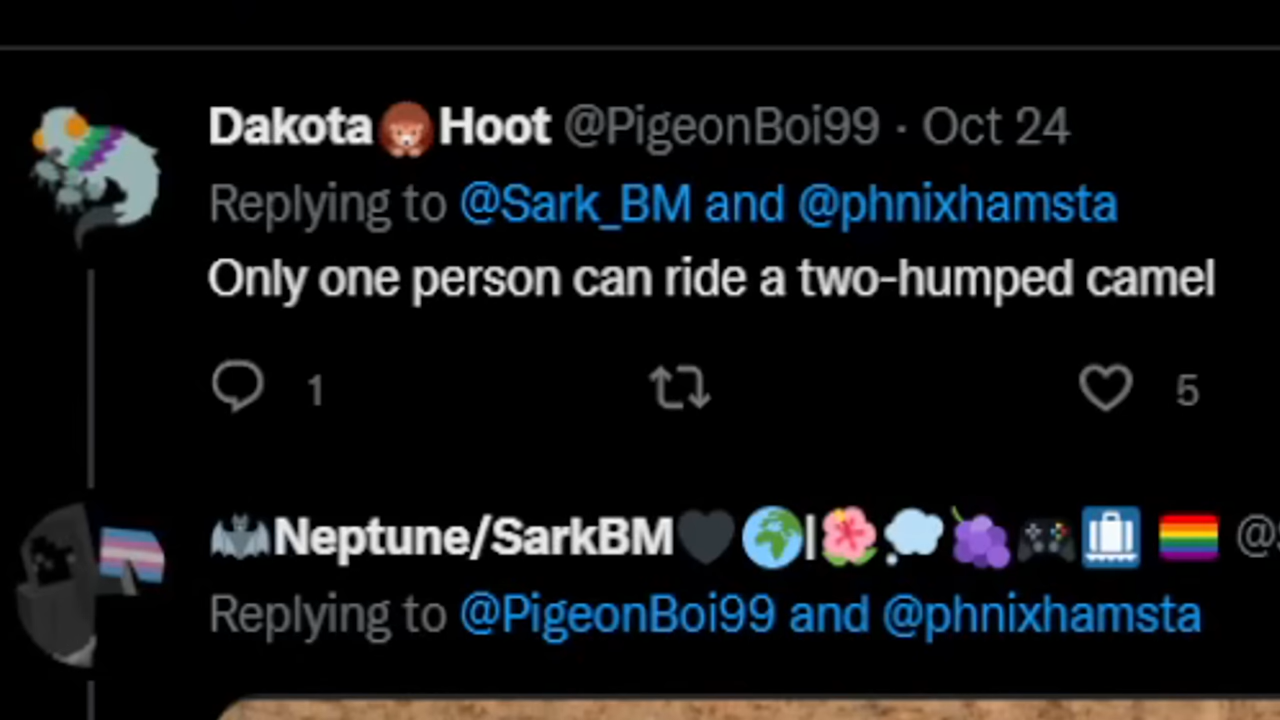 Dakota🦁Hoot @PigeonBoi99 · Oct 24
Replying to @Sark_BM and @phnixhamsta
Only one person can ride a two-humped camel
1 5
🦇Neptune/SarkBM🖤🌍|🌺💭🍇🎮🛄🏳️‍🌈 @
Replying to @PigeonBoi99 and @phnixhamsta